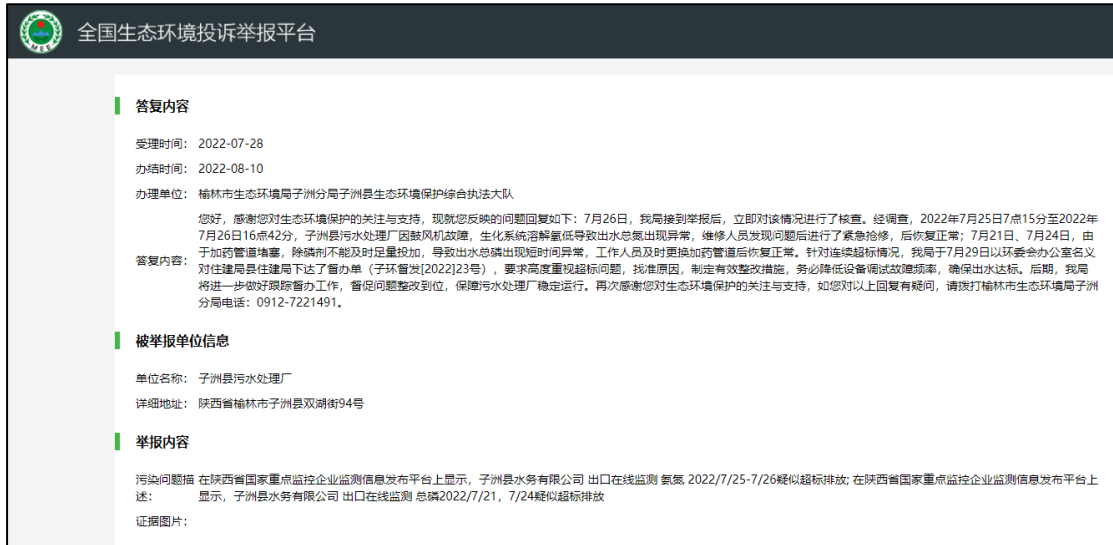 MEE
全国生态环境投诉举报平台
答复内容
受理时间： 2022-07-28
办结时间： 2022-08-10
办理单位： 榆林市生态环境局子洲分局子洲县生态环境保护综合执法大队
您好，感谢您对生态环境保护的关注与支持，现就您反映的问题回复如下：7月26日，我局接到举报后，立即对该情况进行了核查。经调查，2022年7月25日7点15分至2022年
7月26日16点42分，子洲县污水处理厂因鼓风机故障，生化系统溶解氧低导致出水总氮出现异常，维修人员发现问题后进行了紧急抢修，后恢复正常；7月21日、7月24日，由
于加药管道堵塞，除磷剂不能及时足量投加，导致出水总磷出现短时间异常，工作人员及时更换加药管道后恢复正常。针对连续超标情况，我局于7月29日以环委会办公室名义
答复内容： 对住建局县住建局下达了督办单（子环督发[2022]23号），要求高度重视超标问题，找准原因，制定有效整改措施，务必降低设备调试故障频率，确保出水达标。后期，我局
将进一步做好跟踪督办工作，督促问题整改到位，保障污水处理厂稳定运行。再次感谢您对生态环境保护的关注与支持，如您对以上回复有疑问，请拨打榆林市生态环境局子洲
分局电话：0912-7221491。
被举报单位信息
单位名称： 子洲县污水处理厂
详细地址： 陕西省榆林市子洲县双湖街94号
举报内容
污染问题描 在陕西省国家重点监控企业监测信息发布平台上显示，子洲县水务有限公司 出口在线监测 氨氮 2022/7/25-7/26疑似超标排放; 在陕西省国家重点监控企业监测信息发布平台上
述： 显示，子洲县水务有限公司 出口在线监测 总磷2022/7/21，7/24疑似超标排放
证据图片：